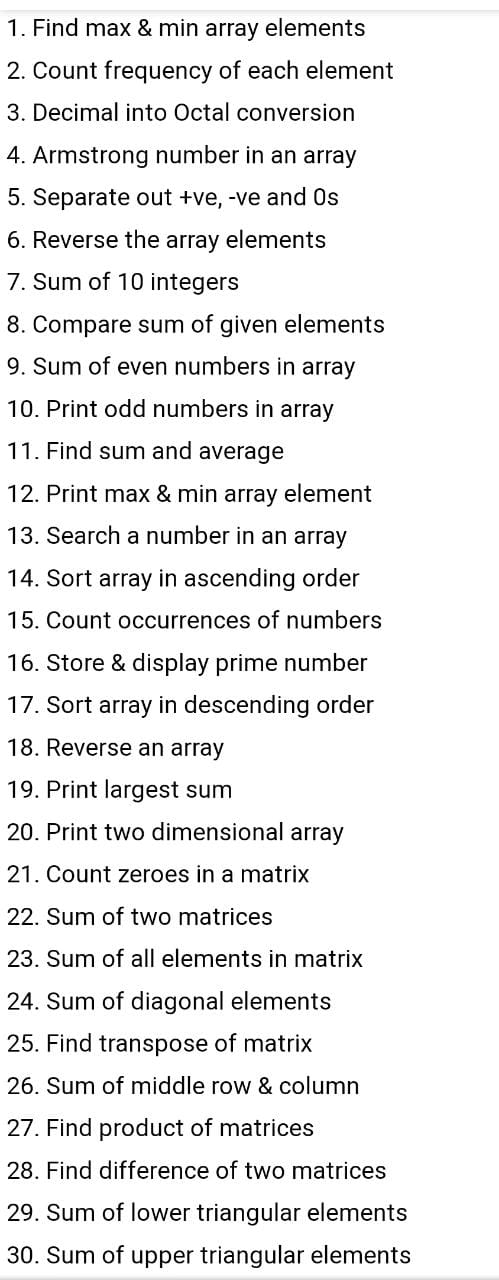 1. Find max & min array elements
2. Count frequency of each element
3. Decimal into Octal conversion
4. Armstrong number in an array
5. Separate out +ve, -ve and 0s
6. Reverse the array elements
7. Sum of 10 integers
8. Compare sum of given elements
9. Sum of even numbers in array
10. Print odd numbers in array
11. Find sum and average
12. Print max & min array element
13. Search a number in an array
14. Sort array in ascending order
15. Count occurrences of numbers
16. Store & display prime number
17. Sort array in descending order
18. Reverse an array
19. Print largest sum
20. Print two dimensional array
21. Count zeroes in a matrix
22. Sum of two matrices
23. Sum of all elements in matrix
24. Sum of diagonal elements
25. Find transpose of matrix
26. Sum of middle row & column
27. Find product of matrices
28. Find difference of two matrices
29. Sum of lower triangular elements
30. Sum of upper triangular elements